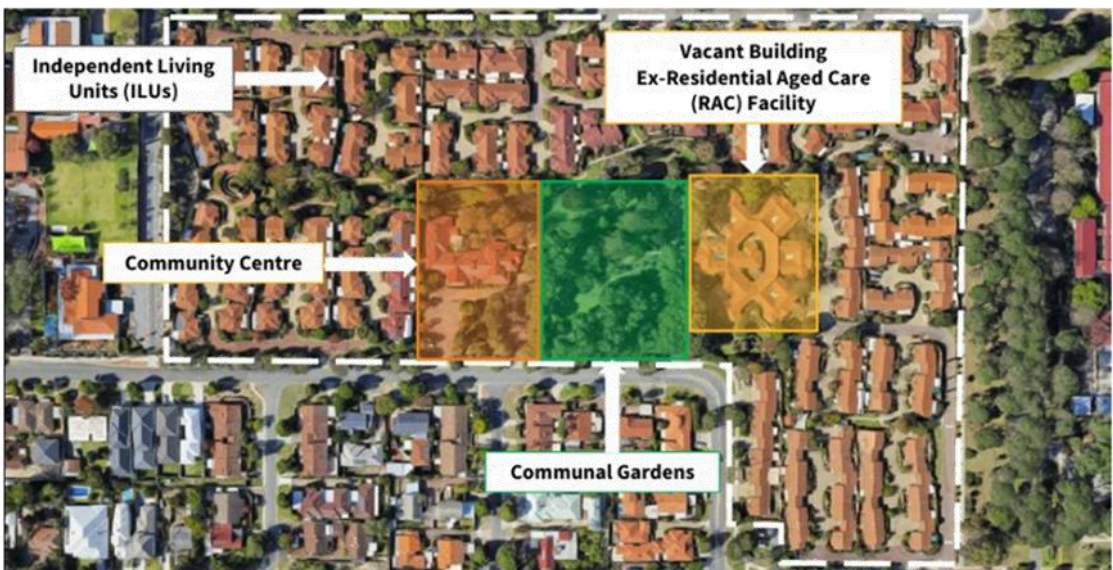 Independent Living
Units (ILUs)
Vacant Building
Ex-Residential Aged Care
(RAC) Facility
Community Centre
Communal Gardens